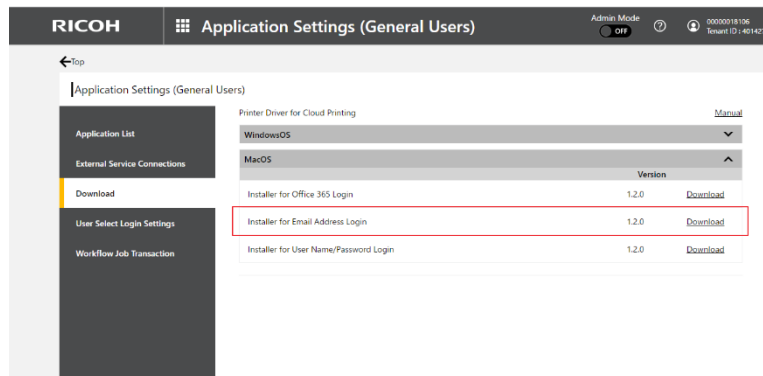 RICOH Application Settings (General Users) Admin Mode OFF ? 00000018106
Tenant ID : 40142
Top
Application Settings (General Users)
Printer Driver for Cloud Printing Manual
Application List
WindowsOS
External Service Connections
MacOS
Version
Download
Installer for Office 365 Login 1.2.0 Download
User Select Login Settings
Installer for Email Address Login 1.2.0 Download
Workflow Job Transaction
Installer for User Name/Password Login 1.2.0 Download